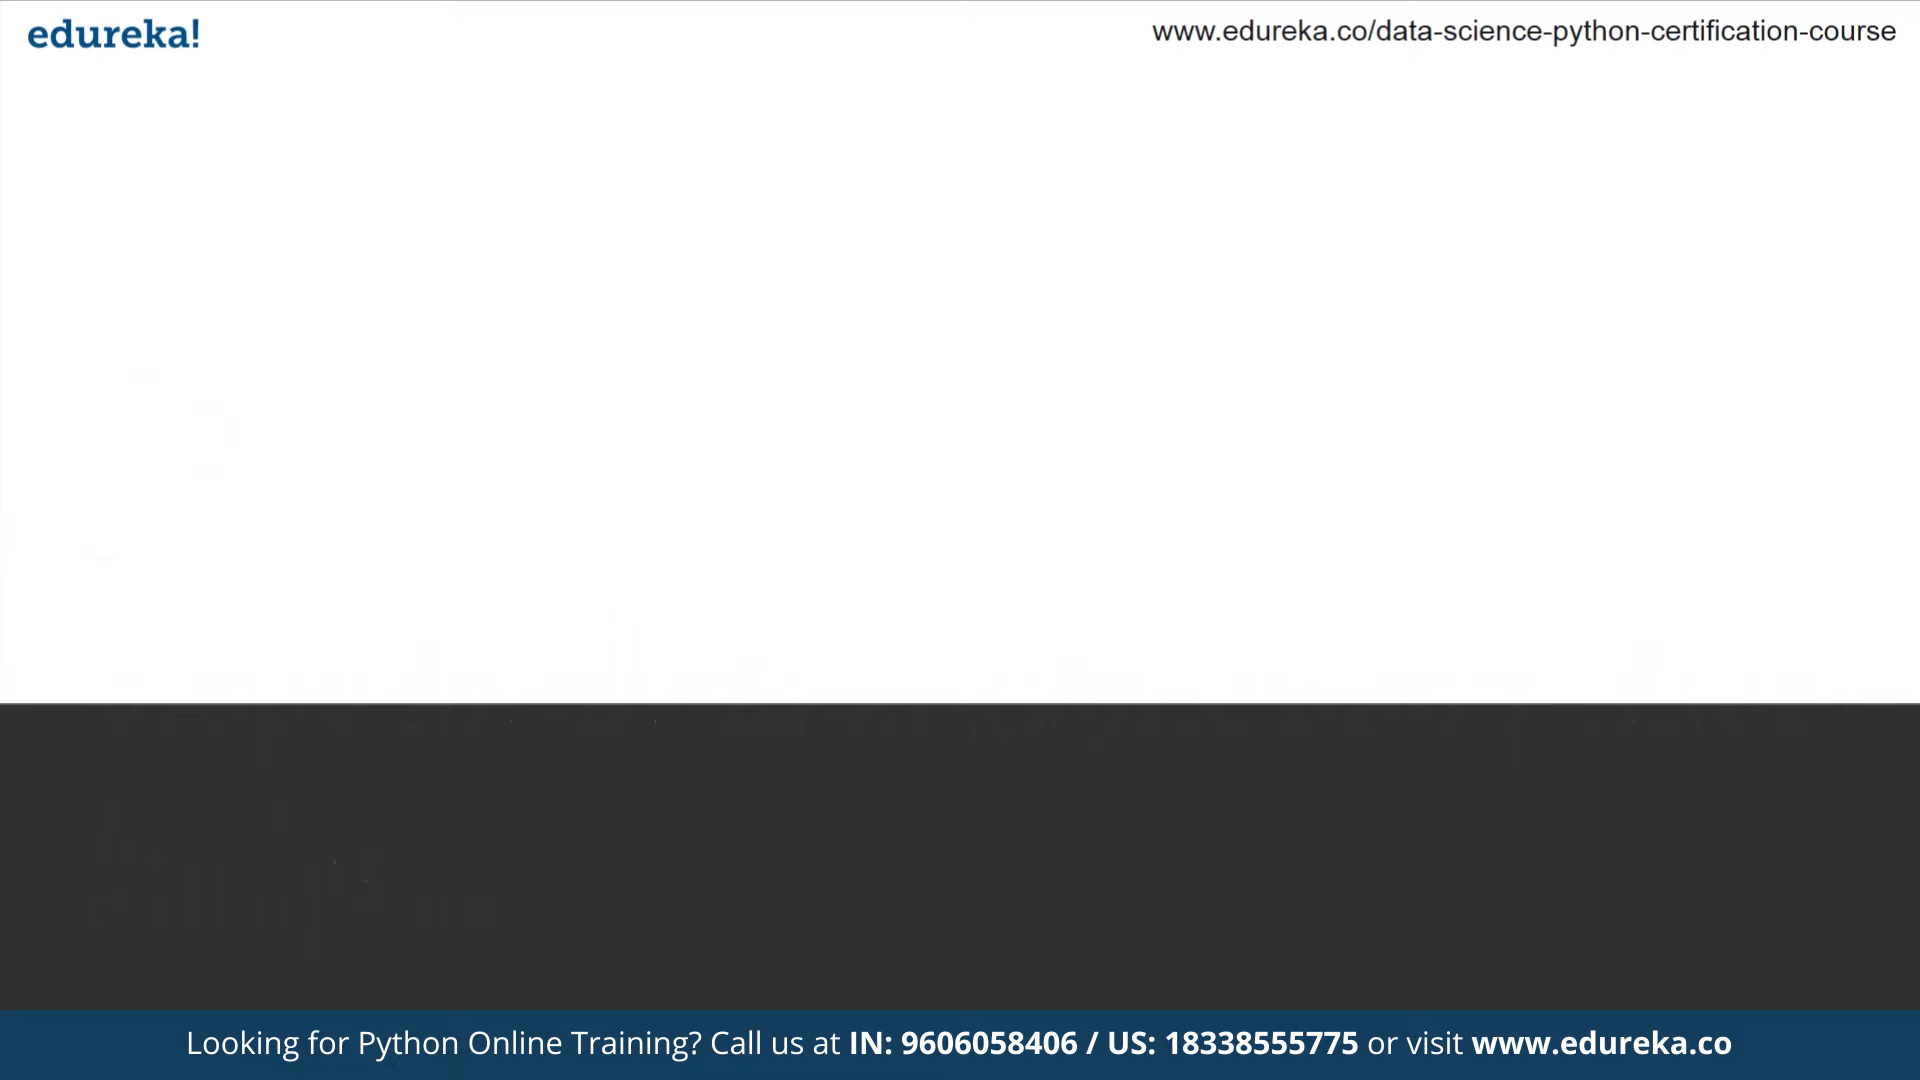 edureka!
www.edureka.co/data-science-python-certification-course
Looking for Python Online Training? Call us at IN: 9606058406 / US: 18338555775 or visit www.edureka.co